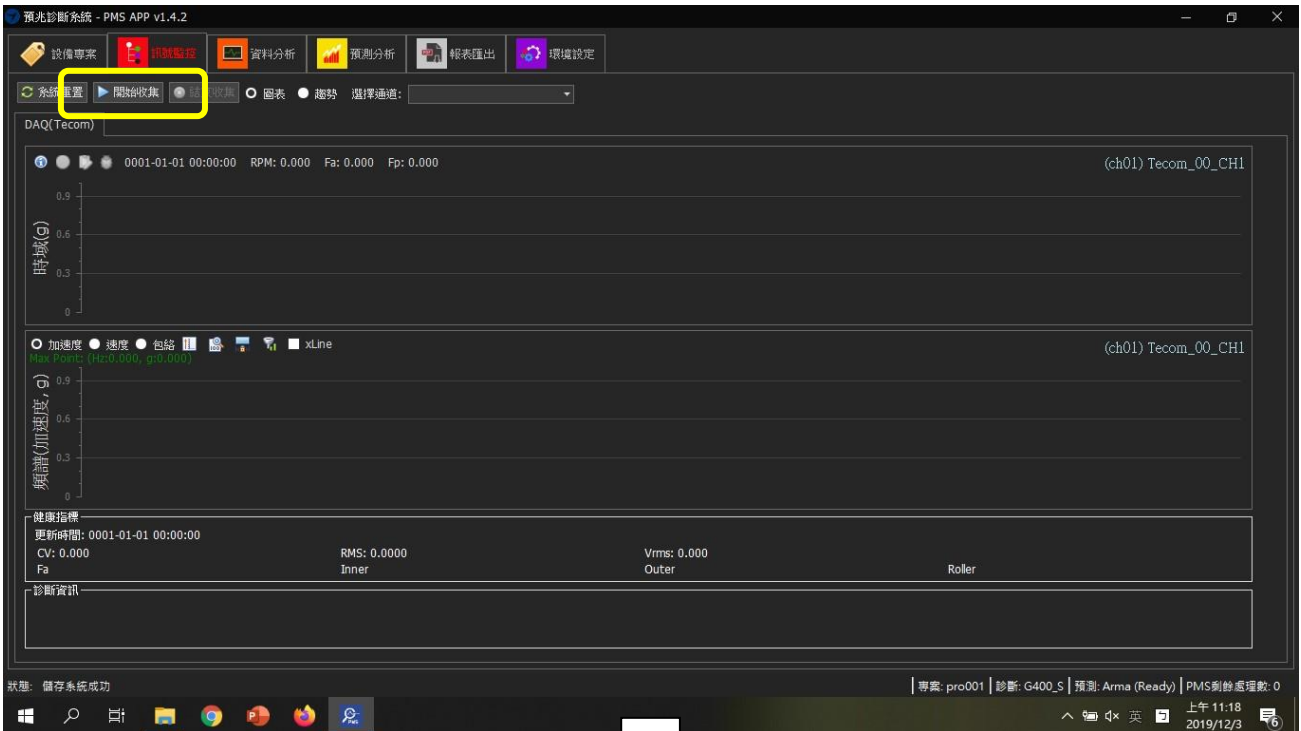 預兆診斷系統 - PMS APP v1.4.2
設備專案 訊號監控 資料分析 預測分析 報表匯出 環境設定
系統重置 開始收集 收集 圖表 趨勢 選擇通道:
DAQ(Tecom)
0001-01-01 00:00:00 RPM: 0.000 Fa: 0.000 Fp: 0.000 (ch01) Tecom_00_CH1
時域(g)
0.9
0.6
0.3
0
加速度 速度 包絡 xLine (ch01) Tecom_00_CH1
Max Point: (Hz:0.000, g:0.000)
頻譜(加速度, g)
0.9
0.6
0.3
0
健康指標
更新時間: 0001-01-01 00:00:00
CV: 0.000 RMS: 0.0000 Vrms: 0.000
Fa Inner Outer Roller
診斷資訊
狀態: 儲存系統成功 專案: pro001 診斷: G400_S 預測: Arma (Ready) PMS剩餘處理數: 0
英 上午 11:18
2019/12/3 6